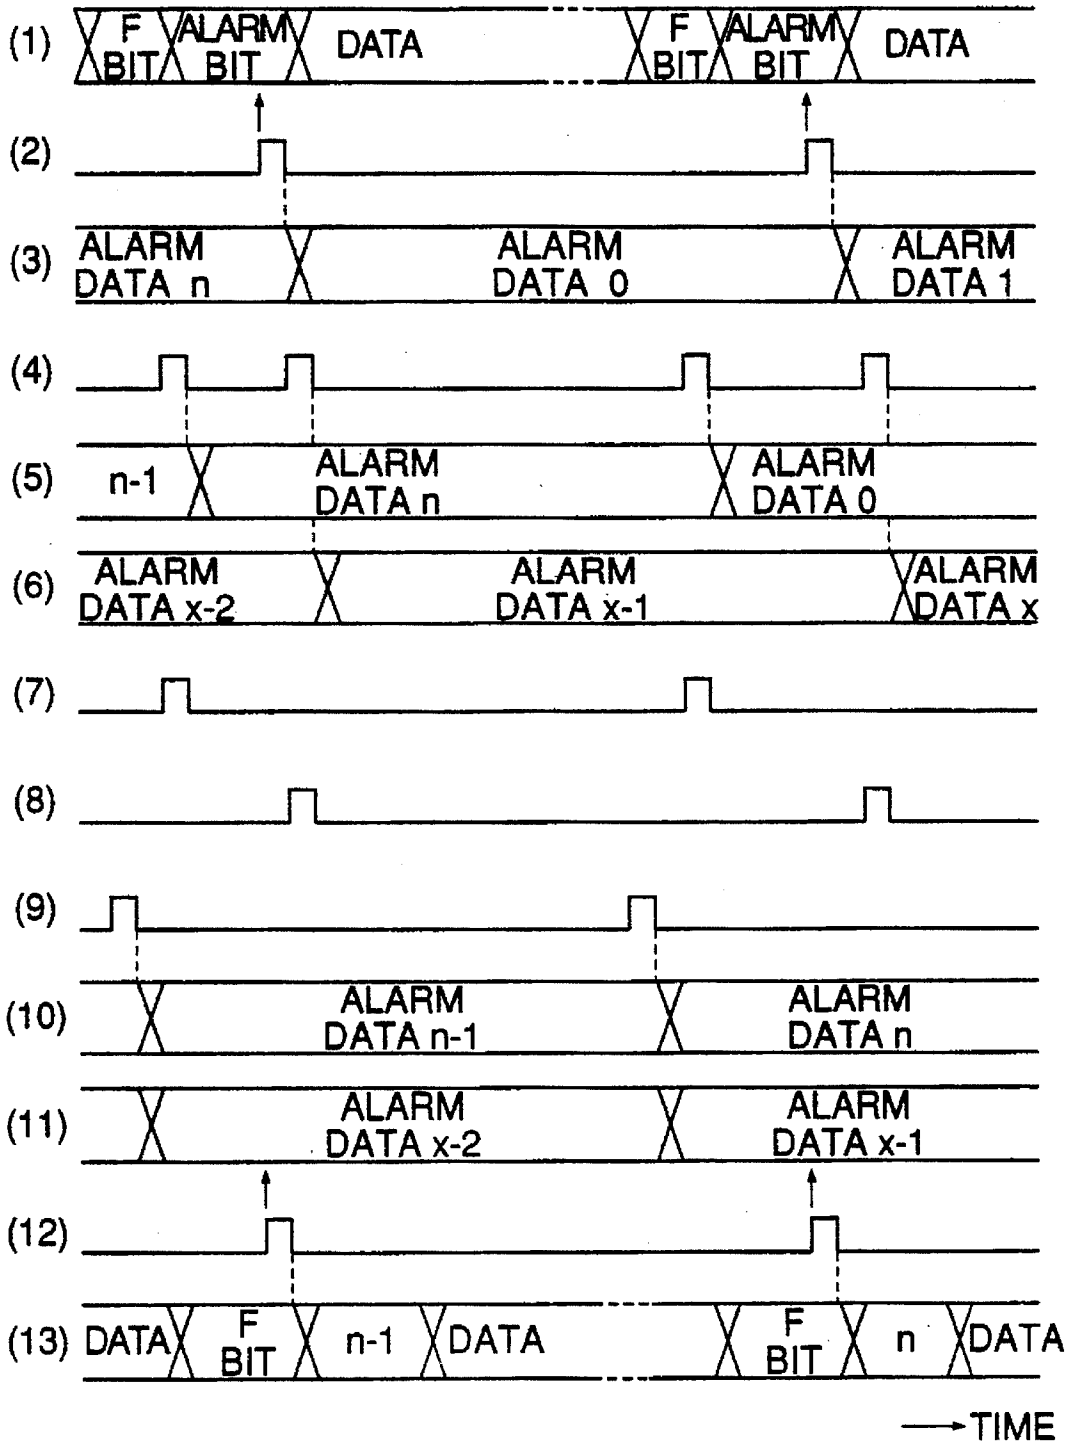 (1) F BIT ALARM BIT DATA F BIT ALARM BIT DATA
(2)
(3) ALARM DATA n ALARM DATA 0 ALARM DATA 1
(4)
(5) n-1 ALARM DATA n ALARM DATA 0
(6) ALARM DATA x-2 ALARM DATA x-1 ALARM DATA x
(7)
(8)
(9)
(10) ALARM DATA n-1 ALARM DATA n
(11) ALARM DATA x-2 ALARM DATA x-1
(12)
(13) DATA F BIT n-1 DATA F BIT n DATA
TIME